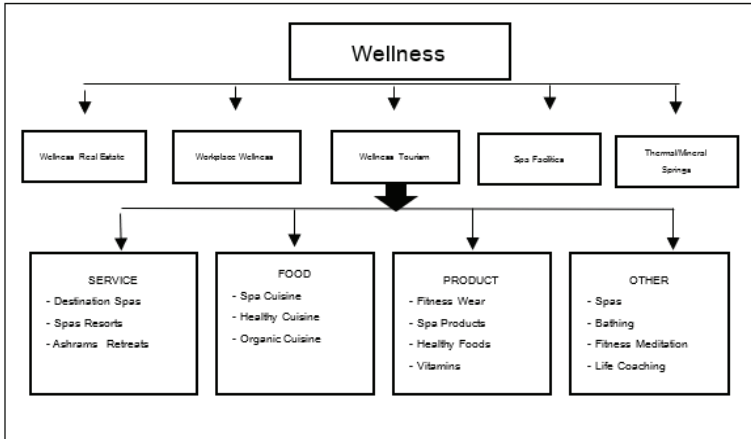 Wellness
Wellness Real Estate
Workplace Wellness
Wellness Tourism
Spa Facilities
Thermal/Mineral
Springs
SERVICE
- Destination Spas
- Spas Resorts
- Ashrams Retreats
FOOD
- Spa Cuisine
- Healthy Cuisine
- Organic Cuisine
PRODUCT
- Fitness Wear
- Spa Products
- Healthy Foods
- Vitamins
OTHER
- Spas
- Bathing
- Fitness Meditation
- Life Coaching